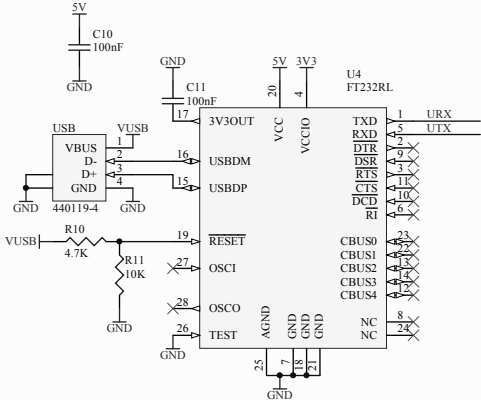 5V
C10
100nF
GND
GND
C11
100nF
5V
3V3
U4
FT232RL
20
4
17
3V3OUT
VCC
VCCIO
TXD
1
URX
RXD
5
UTX
DTR
2
DSR
9
RTS
3
CTS
11
DCD
10
RI
6
USB
VUSB
VBUS
1
D-
2
16
USBDM
D+
3
15
USBDP
GND
4
440119-4
GND
GND
VUSB
R10
4.7K
19
RESET
R11
10K
GND
27
OSCI
28
OSCO
26
TEST
GND
CBUS0
23
CBUS1
22
CBUS2
13
CBUS3
14
CBUS4
12
NC
8
NC
24
AGND
GND
GND
GND
25
7
18
21
GND